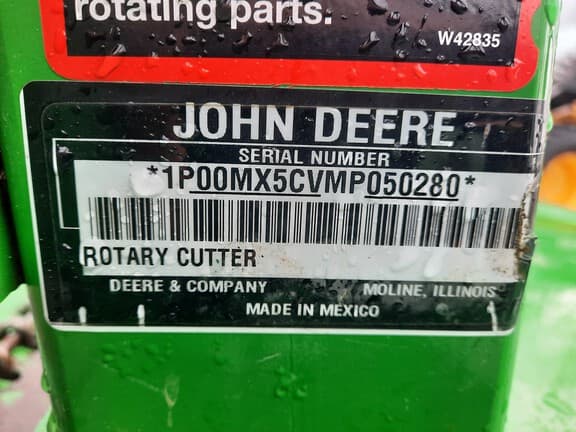 rotating parts.
W42835
JOHN DEERE
SERIAL NUMBER
*1P00MX5CVMP050280*
ROTARY CUTTER
DEERE & COMPANY MOLINE, ILLINOIS
MADE IN MEXICO